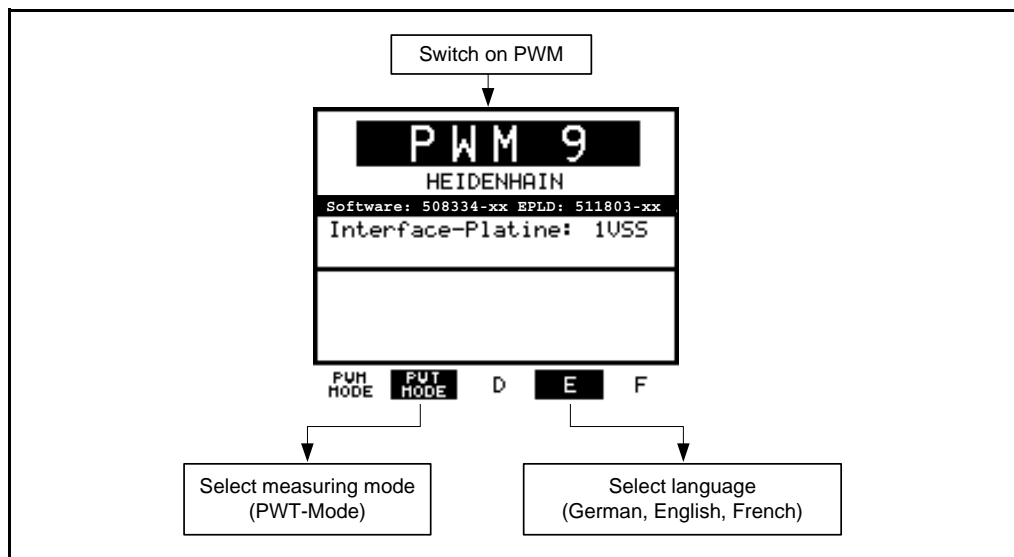 Switch on PWM
PWM 9
HEIDENHAIN
Software: 508334-xx EPLD: 511803-xx
Interface-Platine: 1VSS
PWM MODE PWT MODE D E F
Select measuring mode
(PWT-Mode)
Select language
(German, English, French)